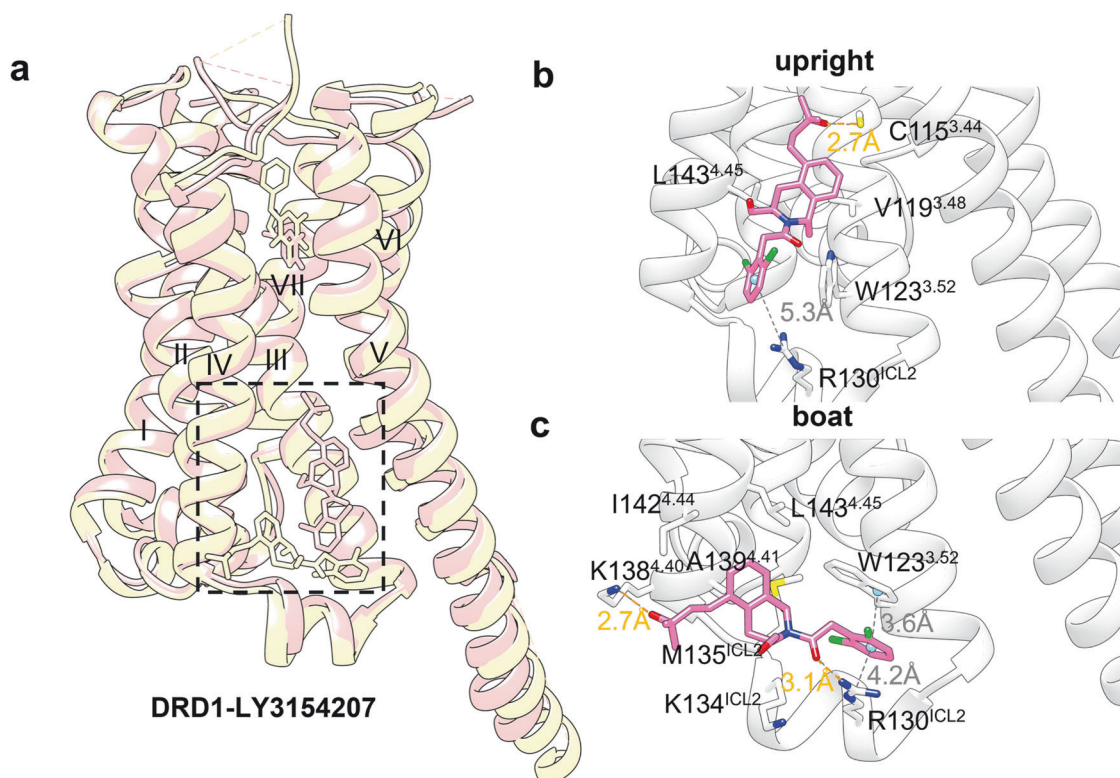 a
VI
VII
II
IV
III
V
I
DRD1-LY3154207
b
upright
C115³·⁴⁴
2.7Å
L143⁴·⁴⁵
V119³·⁴⁸
W123³·⁵²
5.3Å
R130ᴵᶜᴸ²
c
boat
I142⁴·⁴⁴
L143⁴·⁴⁵
K138⁴·⁴⁰
A139⁴·⁴¹
W123³·⁵²
2.7Å
3.6Å
M135ᴵᶜᴸ²
3.1Å
4.2Å
K134ᴵᶜᴸ²
R130ᴵᶜᴸ²